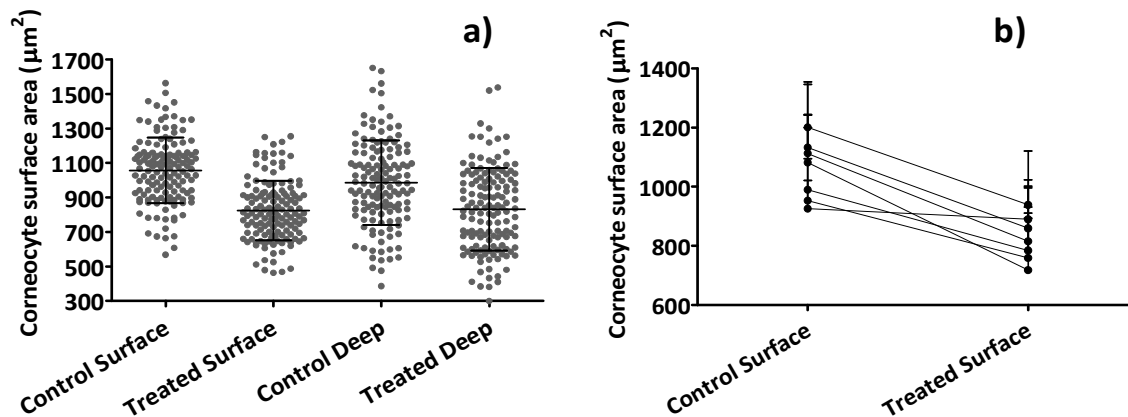 a)
Corneocyte surface area (μm²)
1700
1500
1300
1100
900
700
500
300
Control Surface
Treated Surface
Control Deep
Treated Deep
b)
Corneocyte surface area (μm²)
1400
1200
1000
800
600
Control Surface
Treated Surface